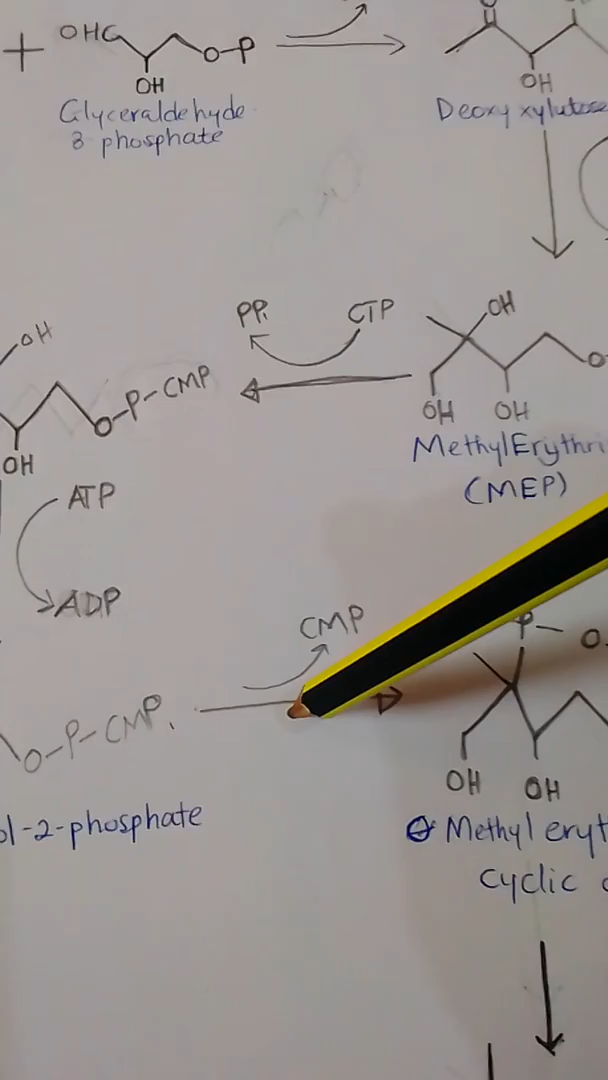 + OHC
O-P
OH
OH
Glyceraldehyde
3 phosphate
Deoxy xylulose
PPi
CTP
OH
OH
O-P-CMP
O
OH
OH
OH
MethylErythri
(MEP)
ATP
ADP
CMP
P-
O
O-P-CMP.
OH
OH
ol-2-phosphate
Methyl eryt
cyclic